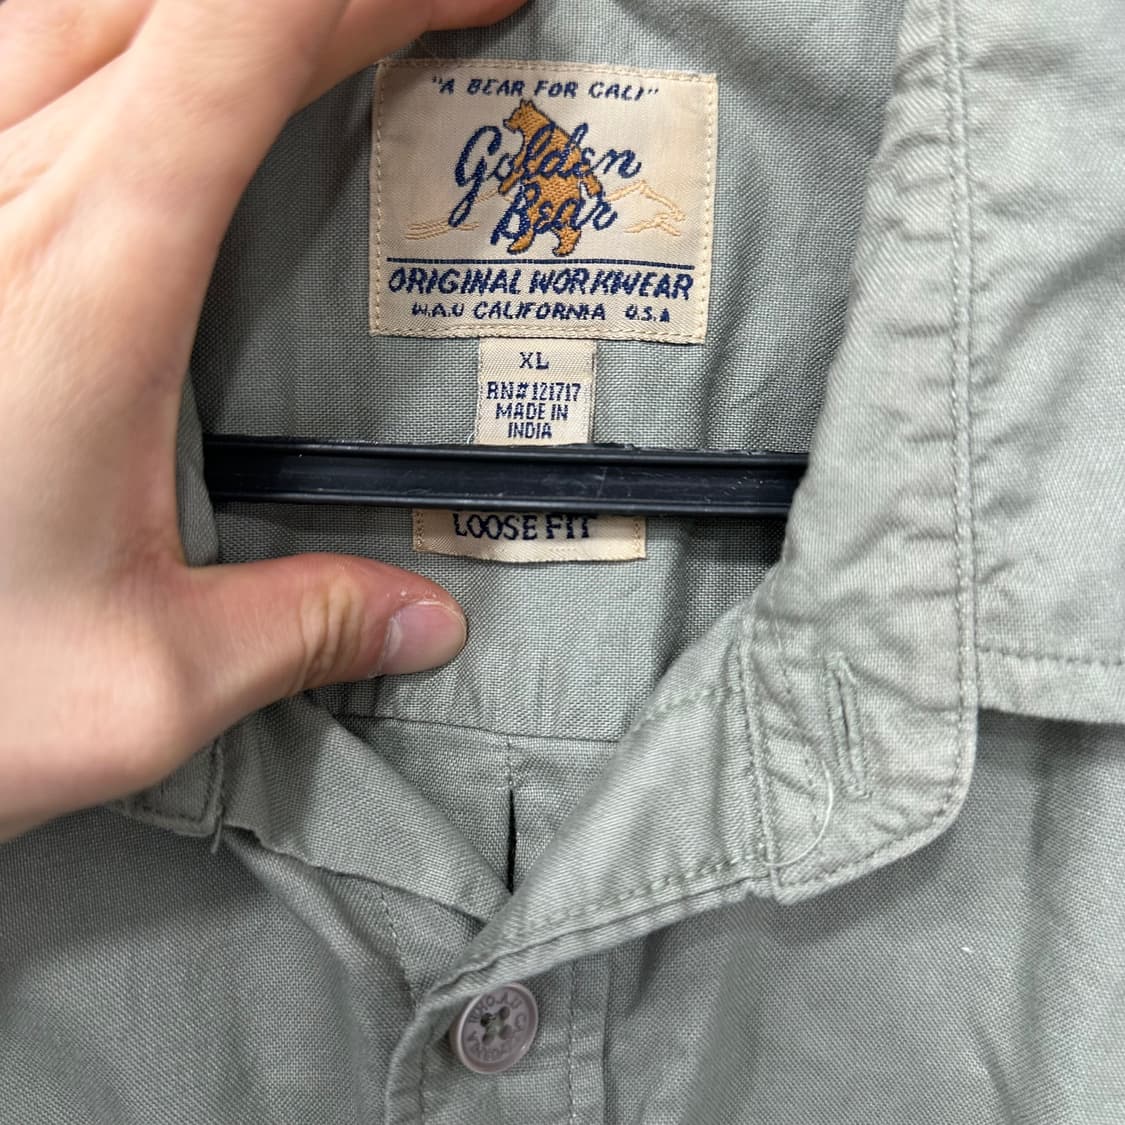 "A BEAR FOR CALI"
Golden
Bear
ORIGINAL WORKWEAR
W.A.U CALIFORNIA U.S.A
XL
RN#121717
MADE IN
INDIA
LOOSE FIT